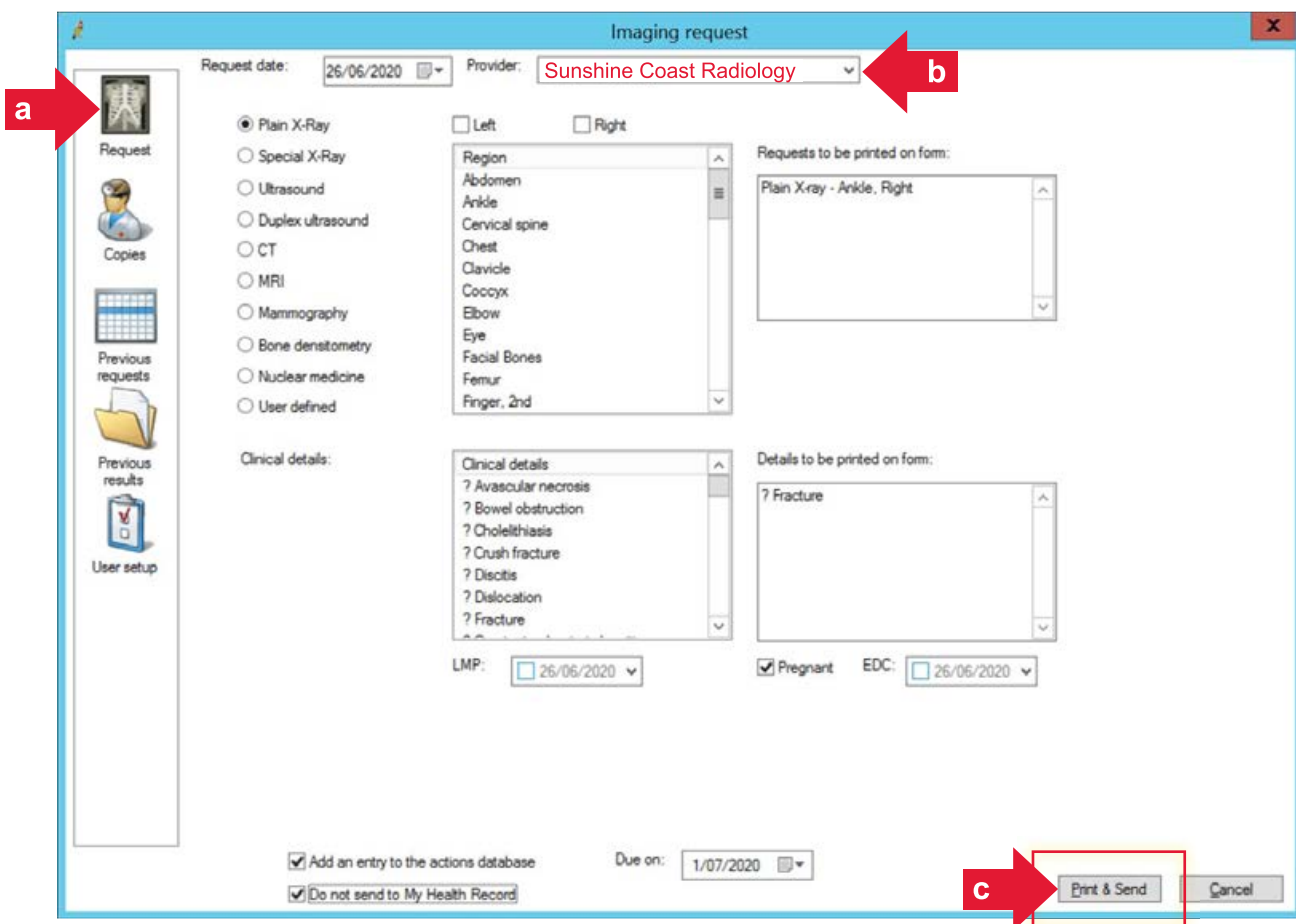 Imaging request
X
a
Request
Copies
Previous
requests
Previous
results
User setup
Request date: 26/06/2020 Provider: Sunshine Coast Radiology
b
Plain X-Ray
Special X-Ray
Ultrasound
Duplex ultrasound
CT
MRI
Mammography
Bone densitometry
Nuclear medicine
User defined
Left Right
Region
Abdomen
Ankle
Cervical spine
Chest
Clavicle
Coccyx
Elbow
Eye
Facial Bones
Femur
Finger, 2nd
Requests to be printed on form:
Plain X-ray - Ankle, Right
Clinical details:
Clinical details
? Avascular necrosis
? Bowel obstruction
? Cholelithiasis
? Crush fracture
? Discitis
? Dislocation
? Fracture
Details to be printed on form:
? Fracture
LMP: 26/06/2020
Pregnant EDC: 26/06/2020
Add an entry to the actions database
Due on: 1/07/2020
Do not send to My Health Record
c
Print & Send
Cancel